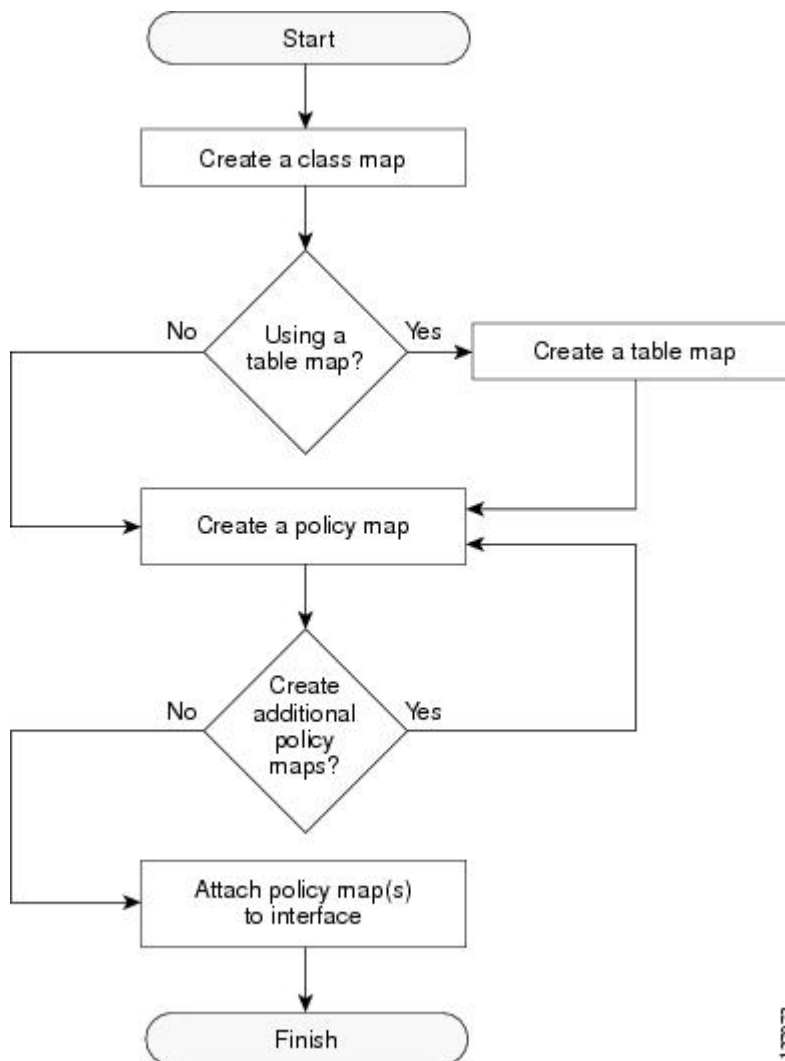 Start
Create a class map
No
Using a
table map?
Yes
Create a table map
Create a policy map
No
Create
additional
policy
maps?
Yes
Attach policy map(s)
to interface
Finish